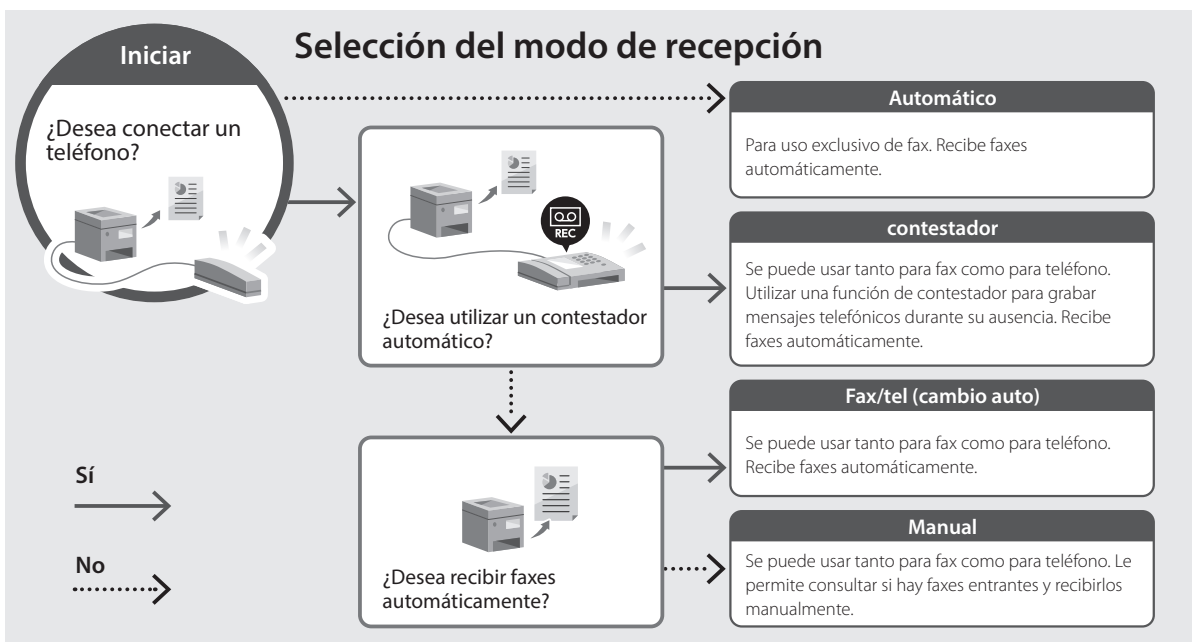 Iniciar
Selección del modo de recepción
¿Desea conectar un
teléfono?
REC
¿Desea utilizar un contestador
automático?
¿Desea recibir faxes
automáticamente?
Automático
Para uso exclusivo de fax. Recibe faxes
automáticamente.
contestador
Se puede usar tanto para fax como para teléfono.
Utilizar una función de contestador para grabar
mensajes telefónicos durante su ausencia. Recibe
faxes automáticamente.
Fax/tel (cambio auto)
Se puede usar tanto para fax como para teléfono.
Recibe faxes automáticamente.
Manual
Se puede usar tanto para fax como para teléfono. Le
permite consultar si hay faxes entrantes y recibirlos
manualmente.
Sí
No